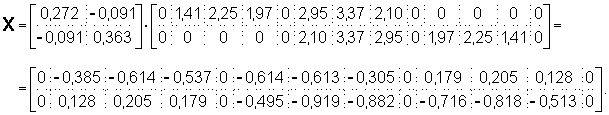 X = [ 0,272 -0,091 ] · [ 0 1,41 2,25 1,97 0 2,95 3,37 2,10 0 0 0 0 0 ] =
[ -0,091 0,363 ] [ 0 0 0 0 0 2,10 3,37 2,95 0 1,97 2,25 1,41 0 ]
= [ 0 -0,385 -0,614 -0,537 0 -0,614 -0,613 -0,305 0 0,179 0,205 0,128 0 ]
[ 0 0,128 0,205 0,179 0 -0,495 -0,919 -0,882 0 -0,716 -0,818 -0,513 0 ] .